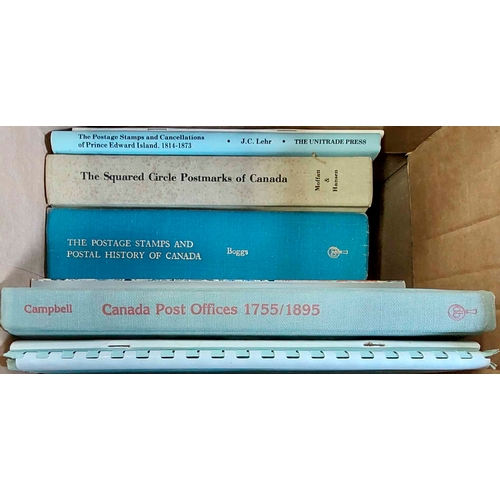 The Postage Stamps and Cancellations
of Prince Edward Island. 1814-1873 • J.C. Lehr • THE UNITRADE PRESS
The Squared Circle Postmarks of Canada
Moffatt
&
Hansen
THE POSTAGE STAMPS AND
POSTAL HISTORY OF CANADA
Boggs
Campbell Canada Post Offices 1755/1895